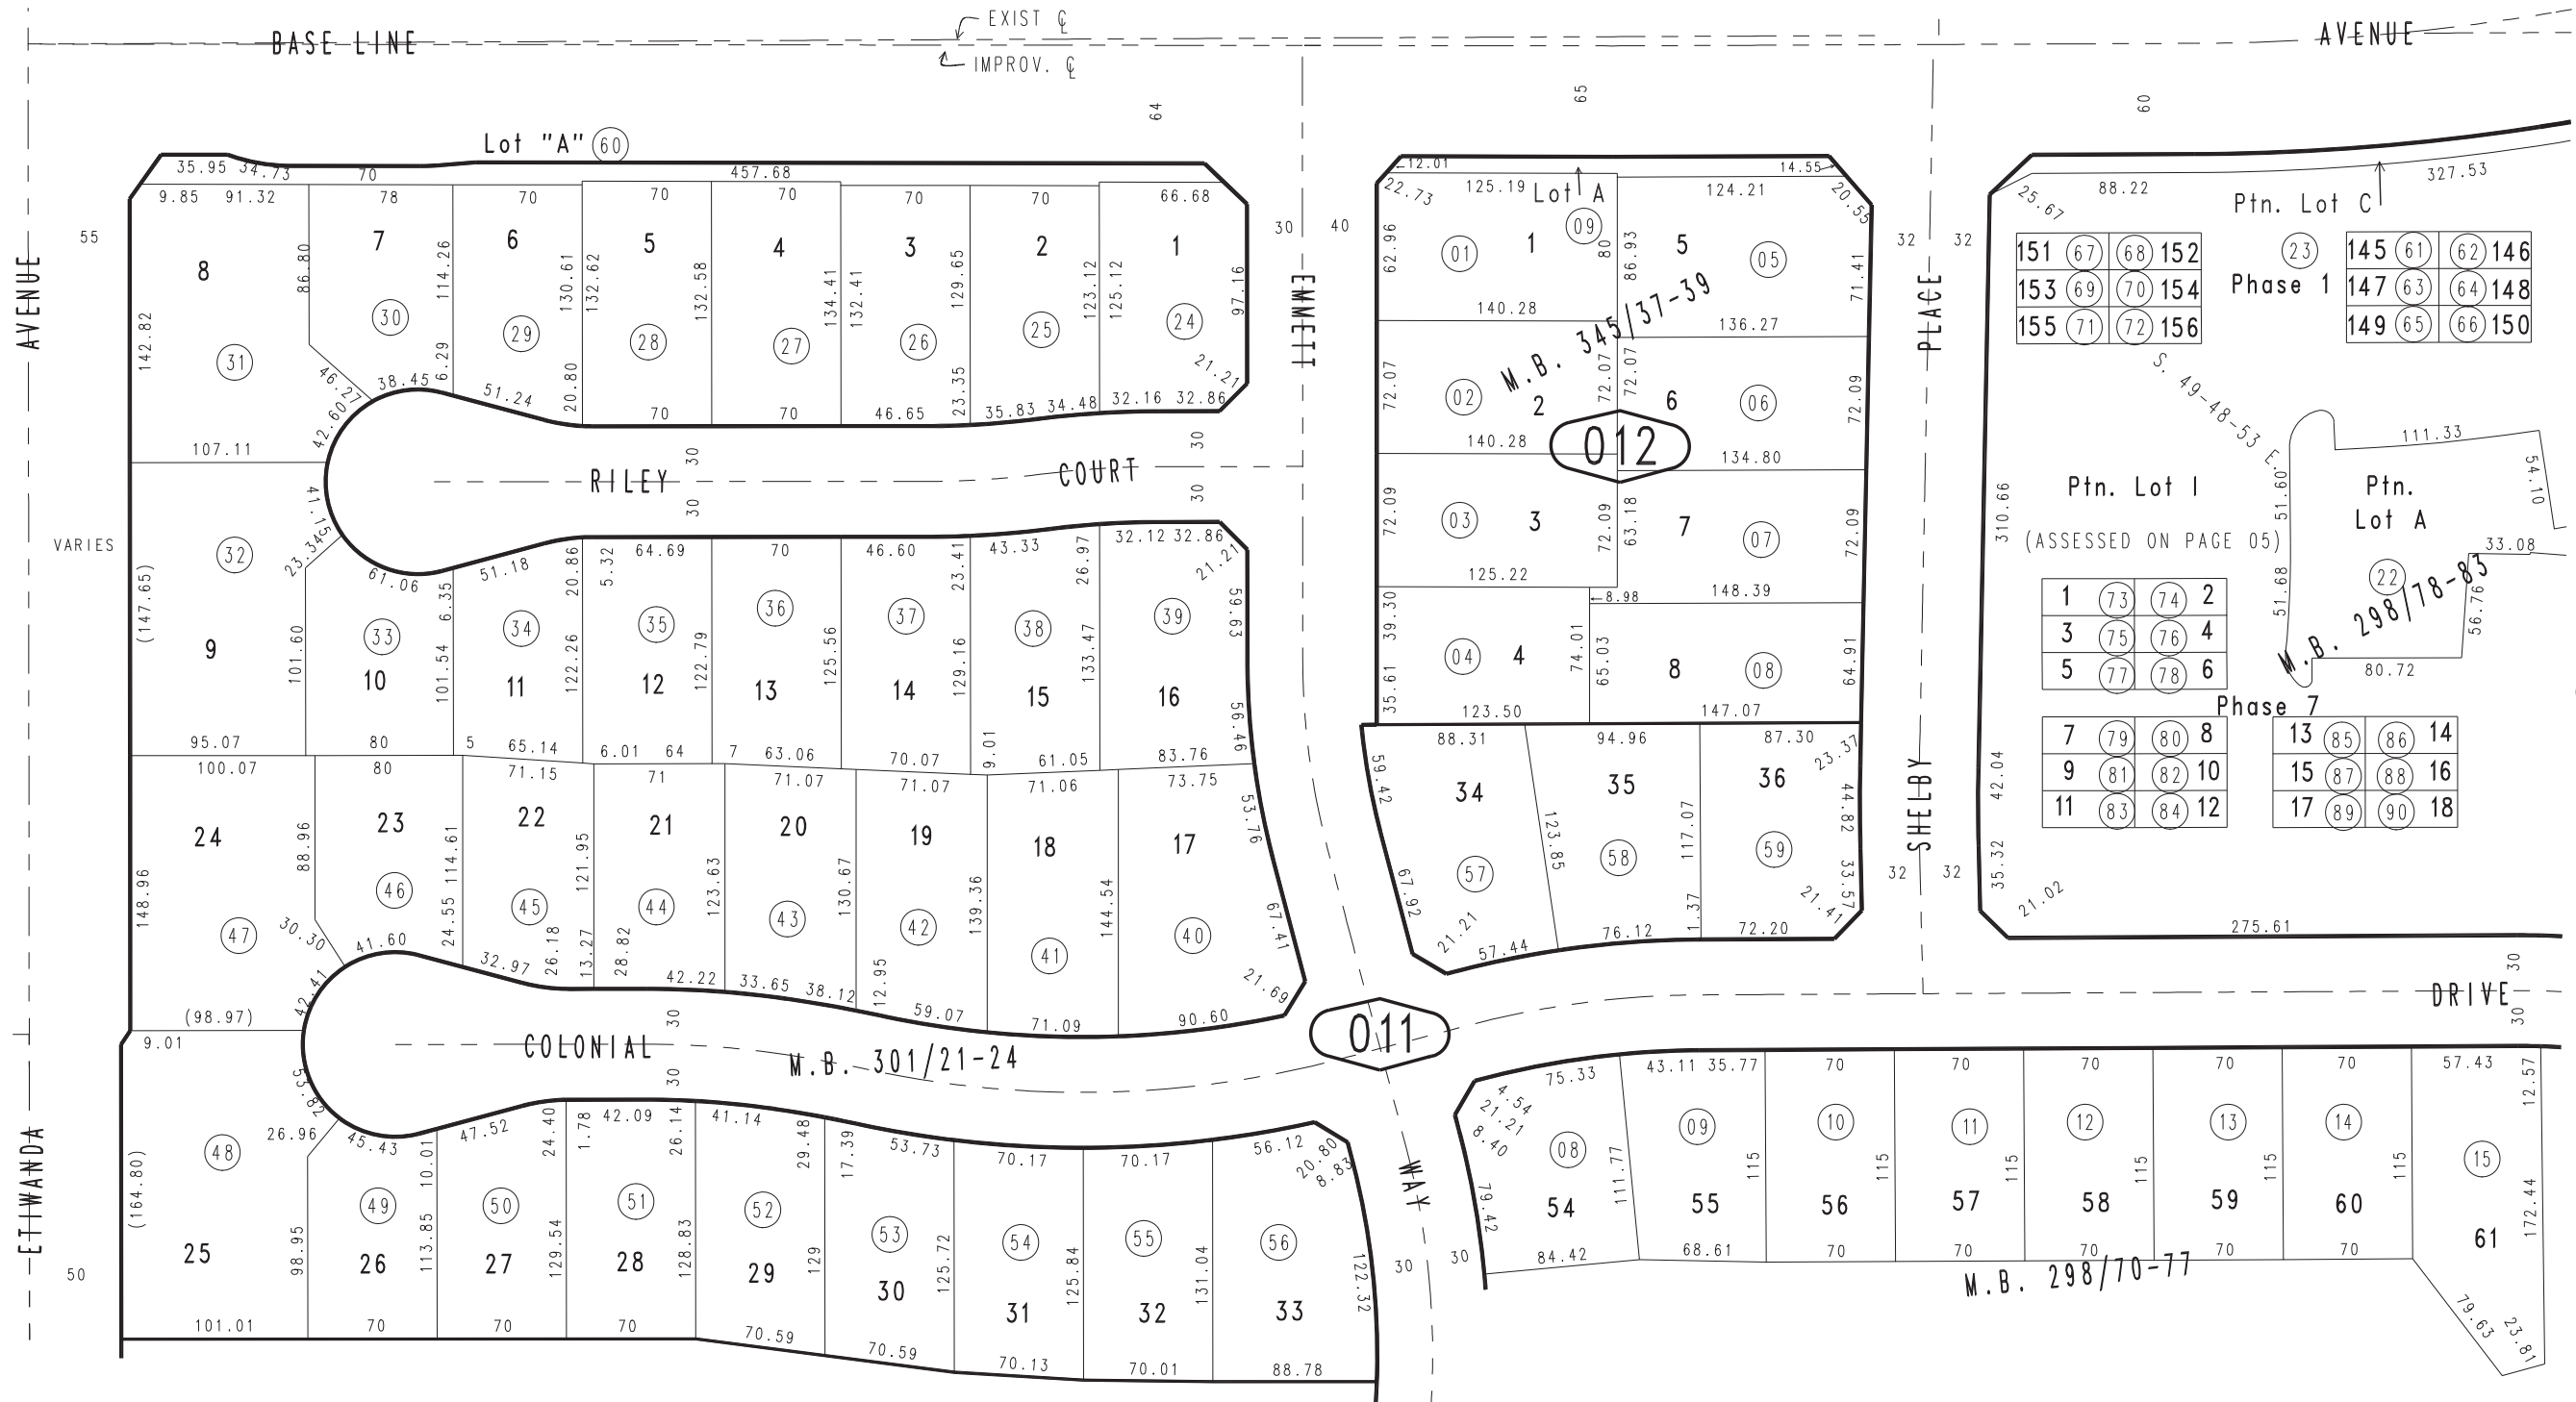 EXIST ℄
BASE LINE
AVENUE
IMPROV. ℄
64
65
60
Lot "A" 60
35.95 34.73 70 457.68
9.85 91.32 78 70 70 70 70 70 66.68
12.01 14.55
22.73 125.19 124.21 20.55
Lot A 09
25.67 88.22 327.53
Ptn. Lot C
55
AVENUE
8 7 6 5 4 3 2 1
31 30 29 28 27 26 25 24
142.82 86.80 114.26 6.29 130.61 20.80 132.62 132.58 134.41 132.41 129.65 23.35 123.12 125.12 97.16
46.27 38.45 42.60 51.24 70 70 46.65 35.83 34.48 32.16 32.86 21.21
107.11
30 40
EMMETT
62.96 01 1 80 86.93 5 05 71.41
140.28 136.27
M.B. 345/37-39
72.07 02 2 72.07 72.07 6 06 72.09
140.28 134.80
012
72.09 03 3 72.09 63.18 7 07 72.09
125.22 148.39
8.98
39.30 35.61 04 4 74.01 65.03 8 08 64.91
123.50 147.07
32 32
PLACE
151 67 68 152
153 69 70 154
155 71 72 156
23
Phase 1
145 61 62 146
147 63 64 148
149 65 66 150
S. 49-48-53 E.
111.33
54.10
310.66
Ptn. Lot I
(ASSESSED ON PAGE 05)
51.60
51.68
Ptn.
Lot A
33.08
22
56.76
M.B. 298/78-83
80.72
1 73 74 2
3 75 76 4
5 77 78 6
Phase 7
7 79 80 8
9 81 82 10
11 83 84 12
13 85 86 14
15 87 88 16
17 89 90 18
42.04
35.32
21.02
275.61
RILEY
COURT
30
30
30
30
VARIES
41.15 23.34 61.06 51.18 20.86 5.32 64.69 70 46.60 23.41 43.33 26.97 32.12 32.86 21.21
32 33 34 35 36 37 38 39
(147.65) 101.60 101.54 6.35 122.26 122.79 125.56 129.16 9.01 133.47 59.63 56.46
9 10 11 12 13 14 15 16
95.07 80 5 65.14 6.01 64 7 63.06 70.07 61.05 83.76
100.07 80 71.15 71 71.07 71.07 71.06 73.75
24 23 22 21 20 19 18 17
148.96 88.96 24.55 114.61 26.18 13.27 121.95 28.82 123.63 130.67 12.95 139.36 144.54 53.76 67.41
47 46 45 44 43 42 41 40
30.30 41.60 42.41 32.97 42.22 33.65 38.12 59.07 71.09 90.60 21.69
(98.97)
88.31 94.96 87.30 23.37
59.42 34 35 36 44.82
67.92 57 123.85 58 117.07 1.37 59 33.57
21.21 57.44 76.12 72.20 21.41
SHELBY
32 32
30
DRIVE
30
011
9.01
COLONIAL
30
30
M.B. 301/21-24
53.82 26.96 45.43 10.01 47.52 24.40 1.78 42.09 26.14 41.14 29.48 17.39 53.73 70.17 70.17 56.12 20.80 8.83
48 49 50 51 52 53 54 55 56
(164.80) 98.95 113.85 129.54 128.83 129 125.72 125.84 131.04 122.32
25 26 27 28 29 30 31 32 33
101.01 70 70 70 70.59 70.59 70.13 70.01 88.78
ETIWANDA
50
WAY
30 30
4.54
21.21
8.40
75.33 43.11 35.77 70 70 70 70 70 57.43 12.57
08 09 10 11 12 13 14 15
79.42 111.77 115 115 115 115 115 115 172.44
54 55 56 57 58 59 60 61
84.42 68.61 70 70 70 70 70
M.B. 298/70-77
79.63 23.81